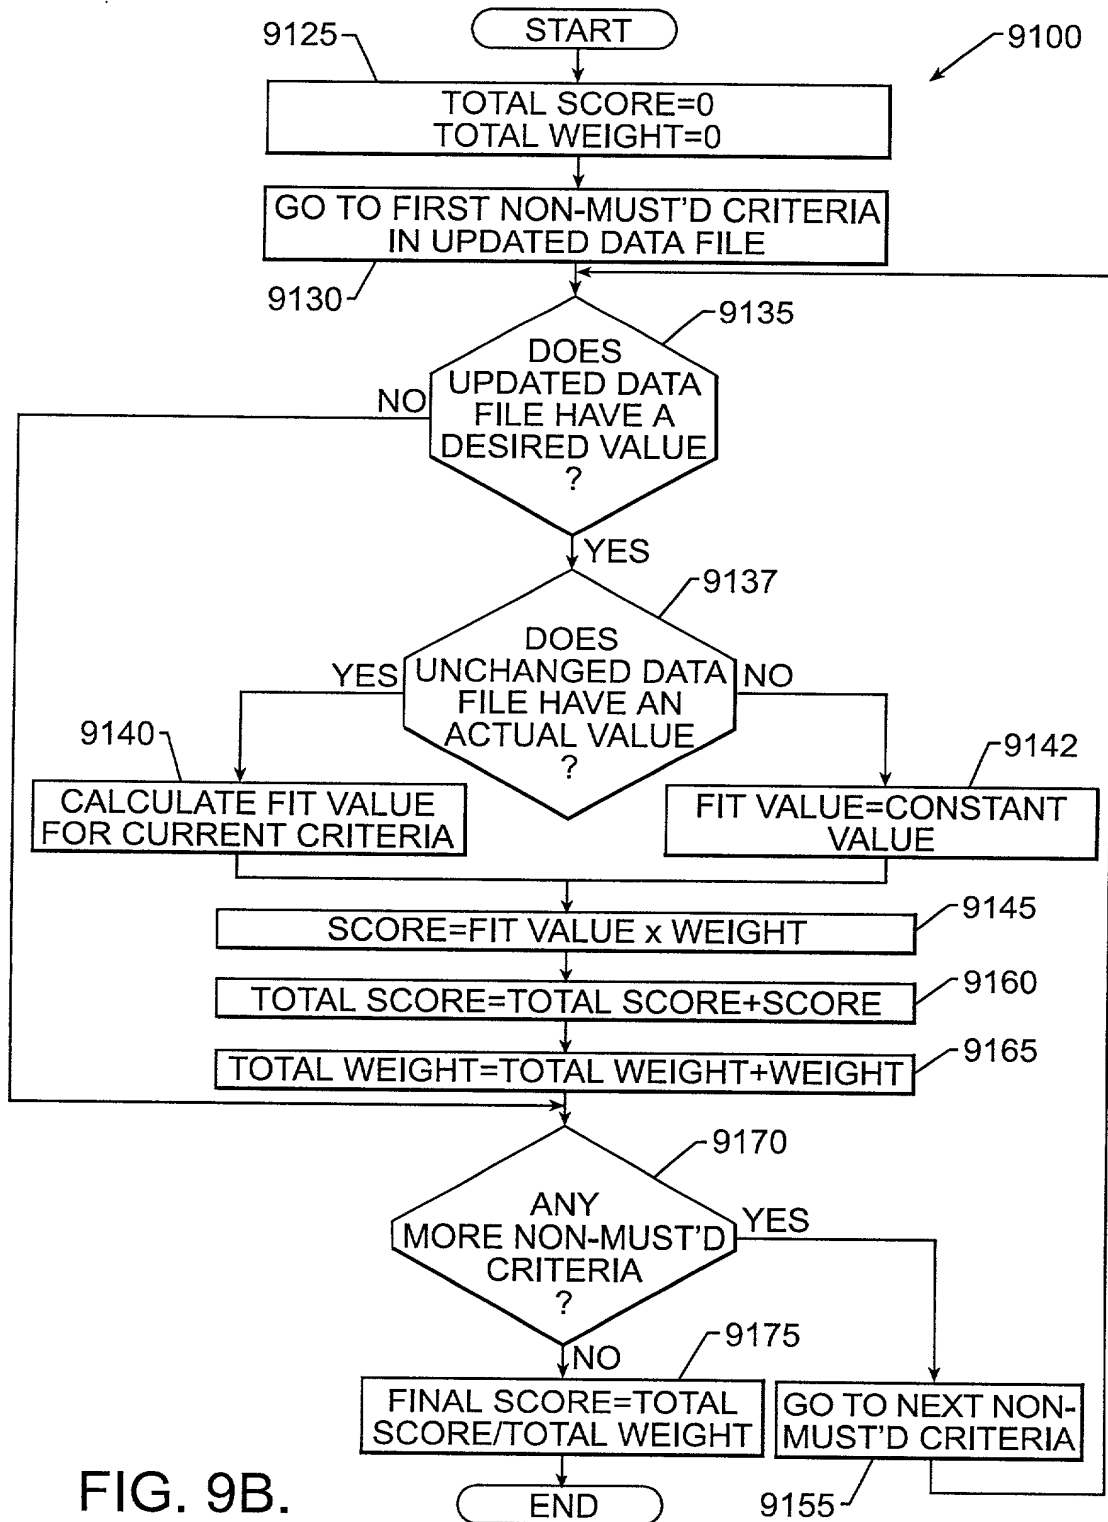 START
9100
9125
TOTAL SCORE=0
TOTAL WEIGHT=0
GO TO FIRST NON-MUST'D CRITERIA
IN UPDATED DATA FILE
9130
9135
DOES
UPDATED DATA
FILE HAVE A
DESIRED VALUE
?
NO
YES
9137
DOES
UNCHANGED DATA
FILE HAVE AN
ACTUAL VALUE
?
YES
NO
9140
CALCULATE FIT VALUE
FOR CURRENT CRITERIA
9142
FIT VALUE=CONSTANT
VALUE
9145
SCORE=FIT VALUE x WEIGHT
9160
TOTAL SCORE=TOTAL SCORE+SCORE
9165
TOTAL WEIGHT=TOTAL WEIGHT+WEIGHT
9170
ANY
MORE NON-MUST'D
CRITERIA
?
YES
NO
9175
FINAL SCORE=TOTAL
SCORE/TOTAL WEIGHT
GO TO NEXT NON-
MUST'D CRITERIA
9155
END
FIG. 9B.